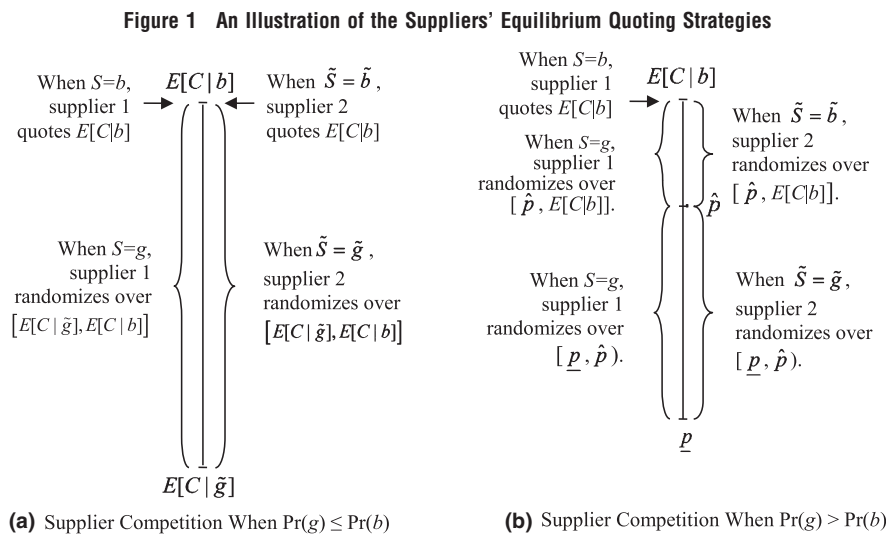 Figure 1 An Illustration of the Suppliers' Equilibrium Quoting Strategies
When S=b,
supplier 1
quotes E[C|b]
E[C|b]
When S̃ = b̃ ,
supplier 2
quotes E[C|b]
When S=g,
supplier 1
randomizes over
[E[C | g̃], E[C | b]]
When S̃ = g̃ ,
supplier 2
randomizes over
[E[C | g̃], E[C | b]]
E[C | g̃]
(a) Supplier Competition When Pr(g) ≤ Pr(b)
When S=b,
supplier 1
quotes E[C|b]
E[C|b]
When S=g,
supplier 1
randomizes over
[ p̂ , E[C|b]].
When S̃ = b̃ ,
supplier 2
randomizes over
[ p̂ , E[C|b]].
p̂
When S=g,
supplier 1
randomizes over
[ p̲ , p̂ ).
When S̃ = g̃,
supplier 2
randomizes over
[ p̲ , p̂ ).
p̲
(b) Supplier Competition When Pr(g) > Pr(b)